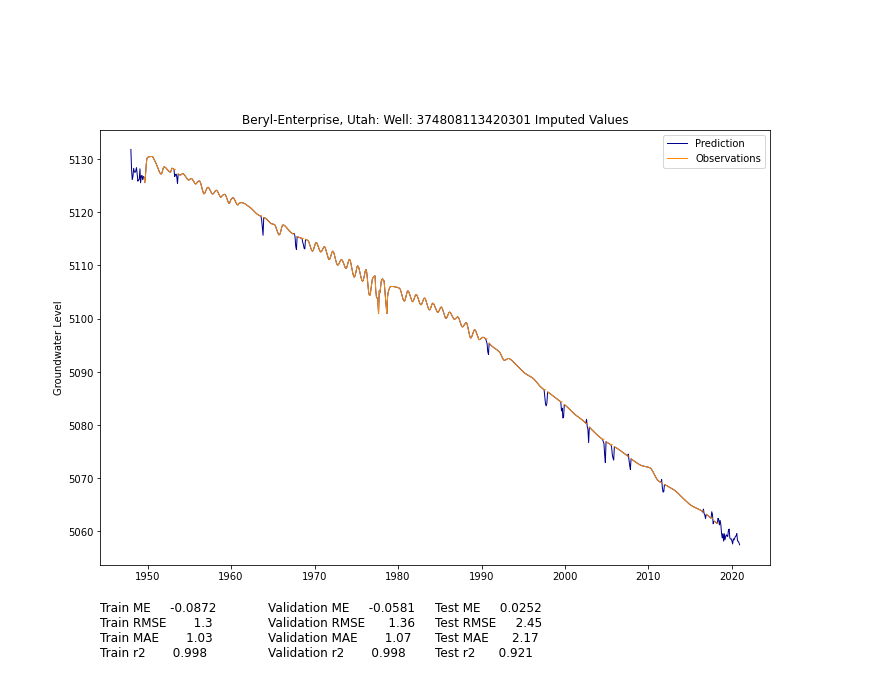 Beryl-Enterprise, Utah: Well: 374808113420301 Imputed Values
Prediction
Observations
Groundwater Level
5130
5120
5110
5100
5090
5080
5070
5060
1950 1960 1970 1980 1990 2000 2010 2020
Train ME -0.0872 Validation ME -0.0581 Test ME 0.0252
Train RMSE 1.3 Validation RMSE 1.36 Test RMSE 2.45
Train MAE 1.03 Validation MAE 1.07 Test MAE 2.17
Train r2 0.998 Validation r2 0.998 Test r2 0.921